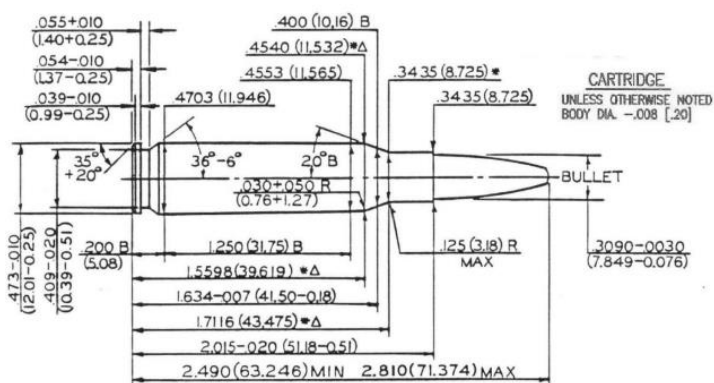 .055+010
(1.40+0.25)
.054-010
(1.37-0.25)
.039-010
(0.99-0.25)
.400 (10,16) B
.4540 (11,532)*Δ
.4553 (11,565)
.4703 (11.946)
.3435 (8.725) *
.3435 (8.725)
CARTRIDGE
UNLESS OTHERWISE NOTED
BODY DIA. -.008 [.20]
35°
+20°
36°-6°
20°B
BULLET
.030+.050 R
(0.76+1.27)
.473-.010
(12.01-0.25)
.409-.020
(10.39-0.51)
.200 B
(5.08)
1.250 (31,75) B
.125 (3.18) R
MAX
.3090-0030
(7.849-0.076)
1.5598 (39,619) *Δ
1.634-007 (41,50-0,18)
1.7116 (43,475) *Δ
2.015-020 (51.18-0.51)
2.490 (63.246) MIN 2.810 (71.374) MAX